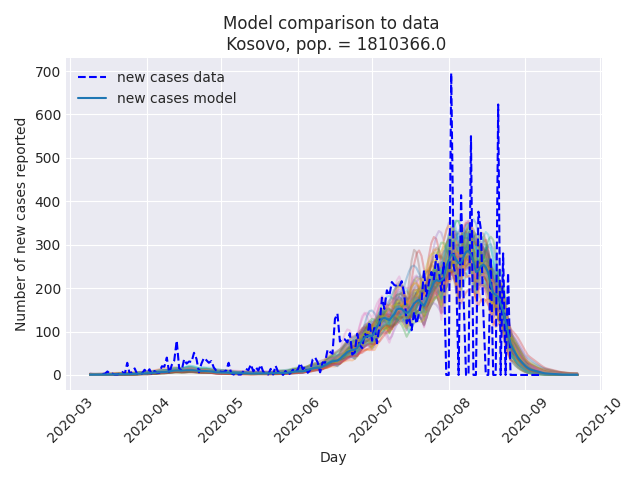 Model comparison to data
Kosovo, pop. = 1810366.0
new cases data
new cases model
Number of new cases reported
700
600
500
400
300
200
100
0
2020-03
2020-04
2020-05
2020-06
2020-07
2020-08
2020-09
2020-10
Day